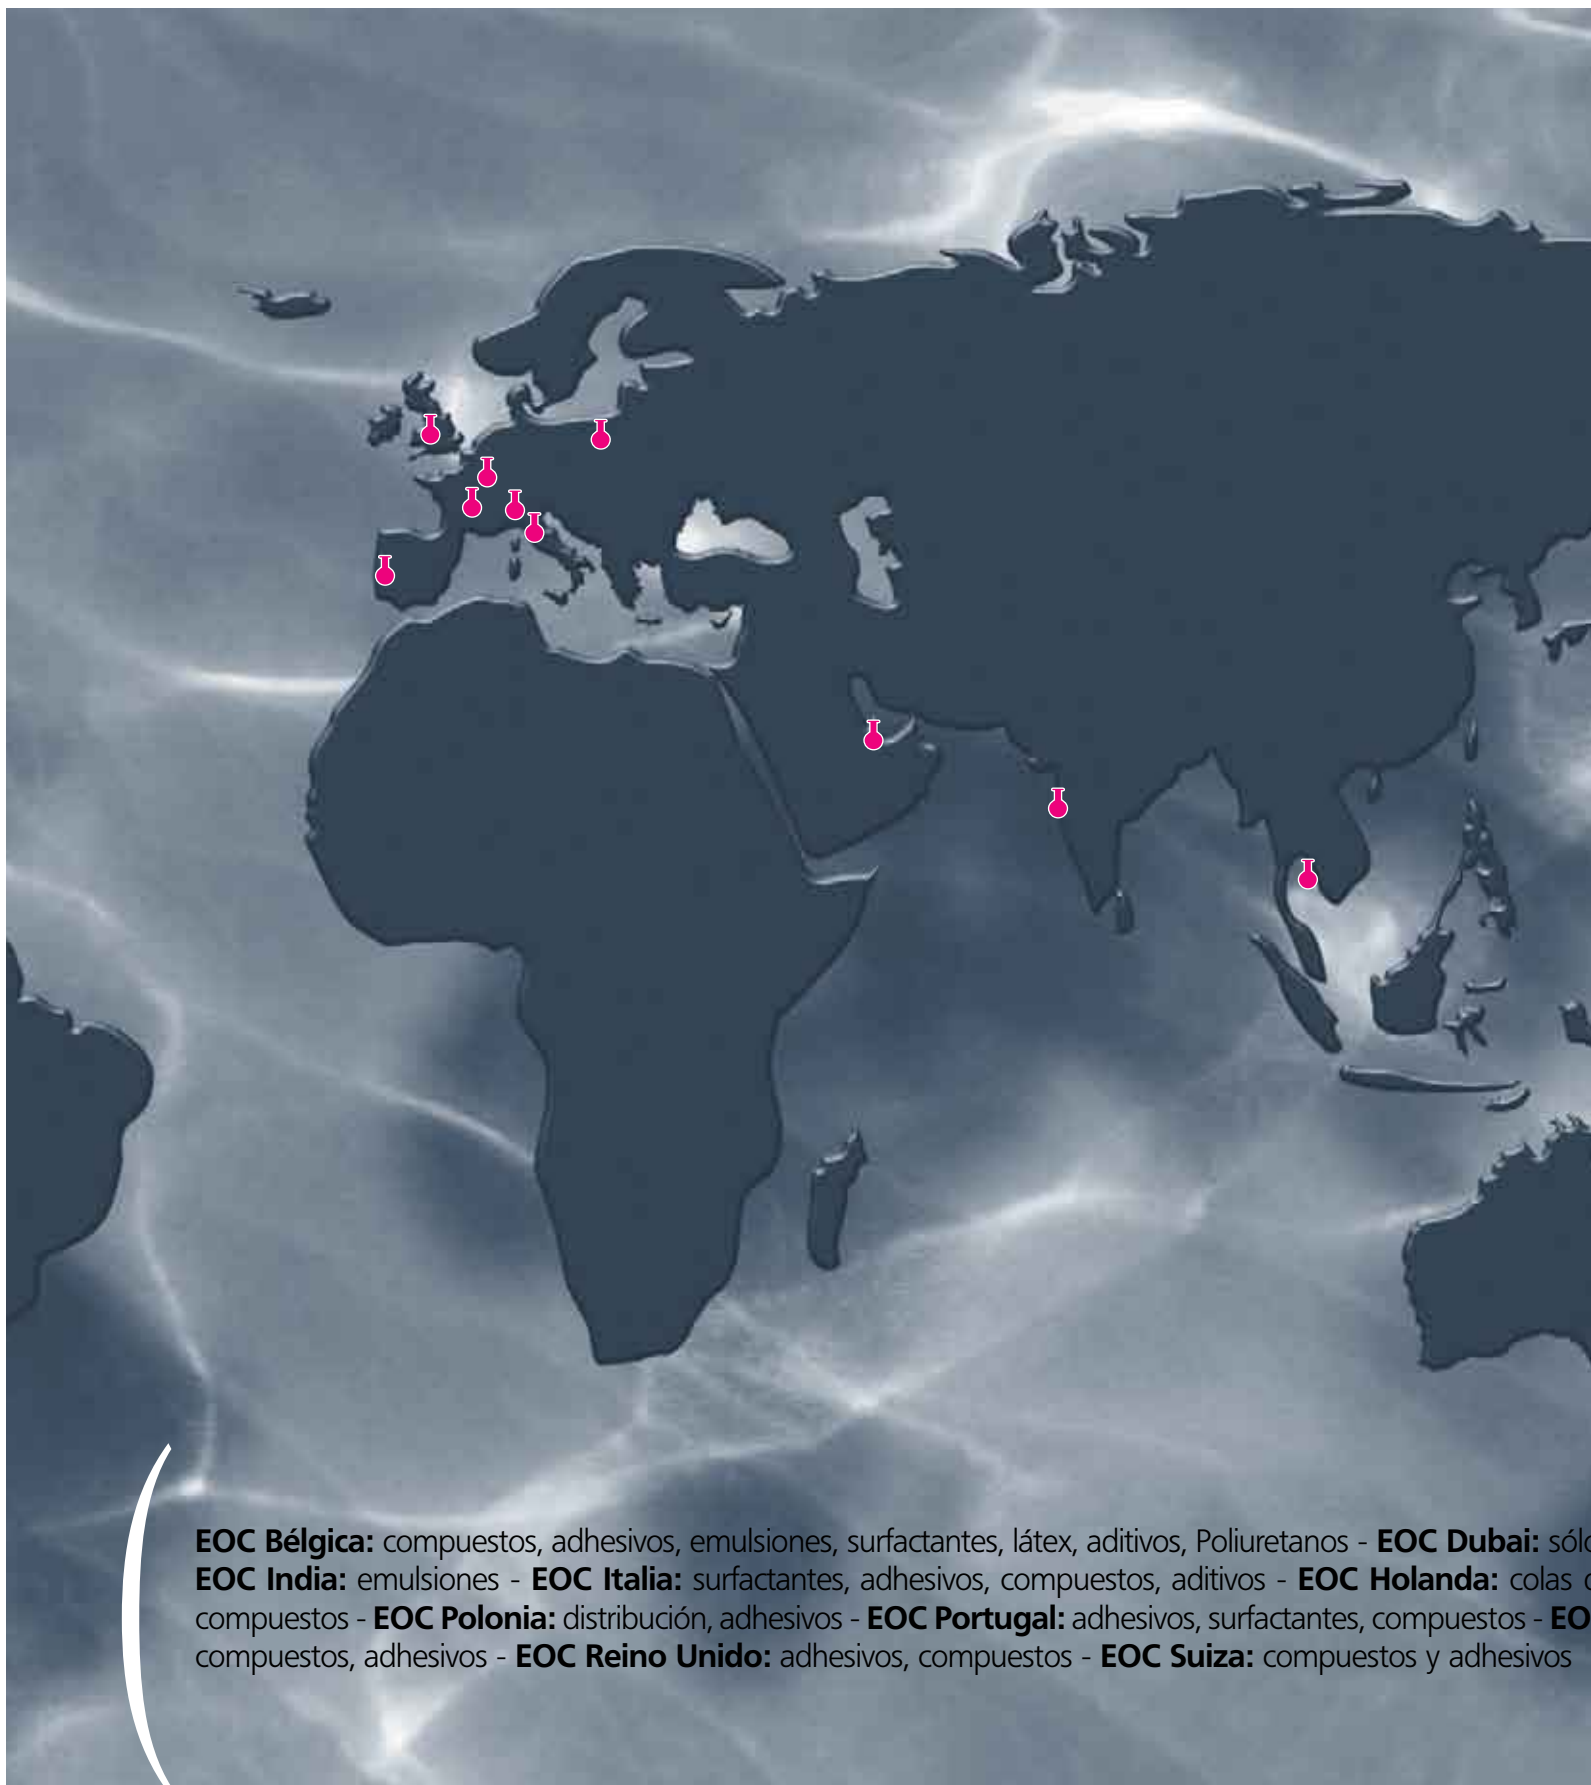 EOC Bélgica: compuestos, adhesivos, emulsiones, surfactantes, látex, aditivos, Poliuretanos - EOC Dubai:
EOC India: emulsiones - EOC Italia: surfactantes, adhesivos, compuestos, aditivos - EOC Holanda: colas
compuestos - EOC Polonia: distribución, adhesivos - EOC Portugal: adhesivos, surfactantes, compuestos -
compuestos, adhesivos - EOC Reino Unido: adhesivos, compuestos - EOC Suiza: compuestos y adhesivos